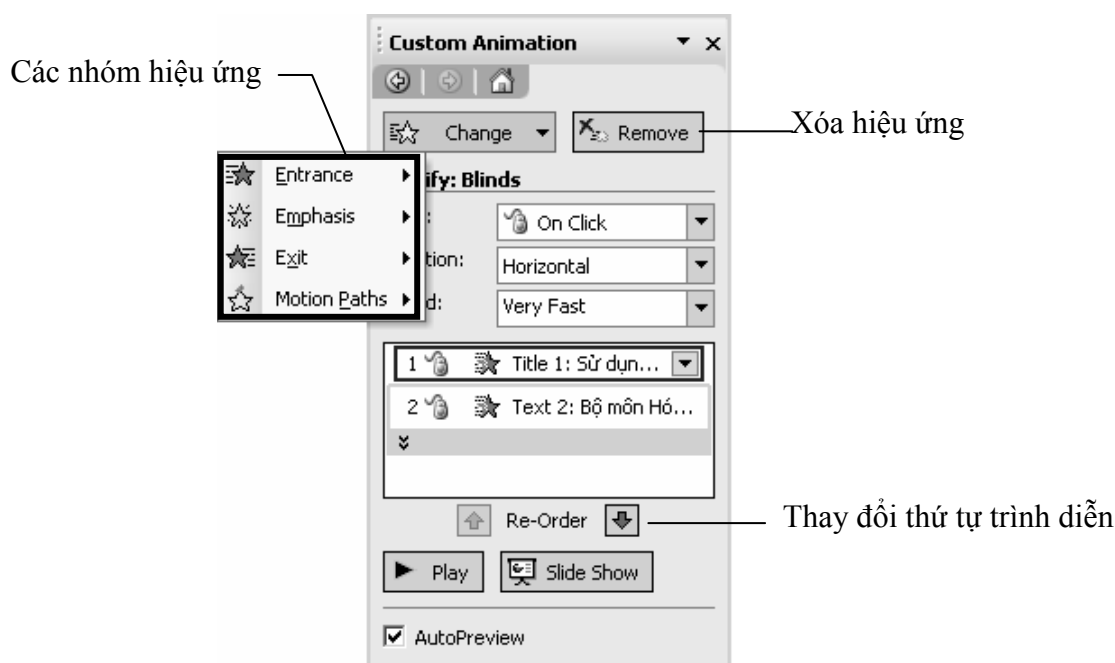 Custom Animation
Các nhóm hiệu ứng
Change
Remove
Xóa hiệu ứng
Entrance
ify: Blinds
Emphasis
:
On Click
Exit
tion:
Horizontal
Motion Paths
d:
Very Fast
1 Title 1: Sử dụn...
2 Text 2: Bộ môn Hó...
Re-Order
Thay đổi thứ tự trình diễn
Play
Slide Show
AutoPreview